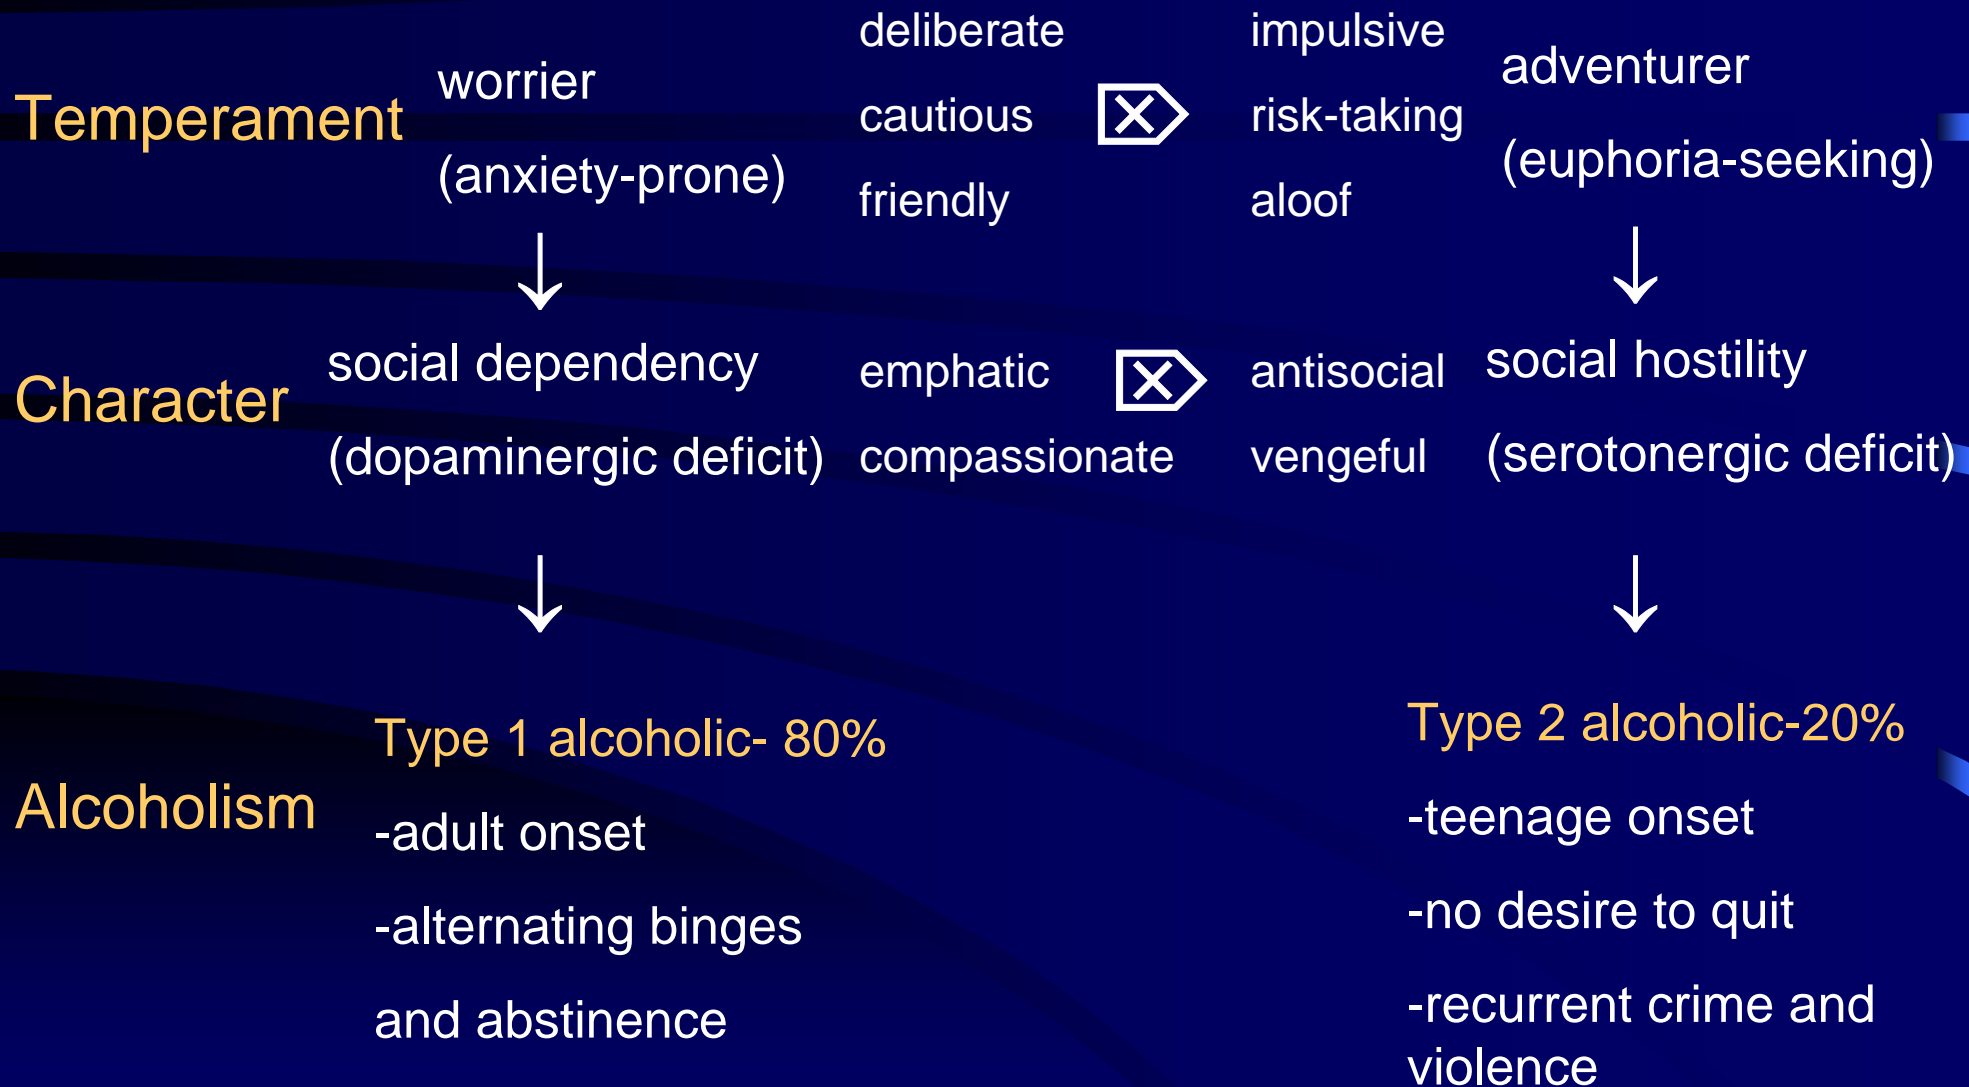 Temperament
worrier
(anxiety-prone)
deliberate
cautious
friendly
impulsive
risk-taking
aloof
adventurer
(euphoria-seeking)
↓
↓
Character
social dependency
(dopaminergic deficit)
emphatic
compassionate
antisocial
vengeful
social hostility
(serotonergic deficit)
↓
↓
Alcoholism
Type 1 alcoholic- 80%
-adult onset
-alternating binges
and abstinence
Type 2 alcoholic-20%
-teenage onset
-no desire to quit
-recurrent crime and
violence